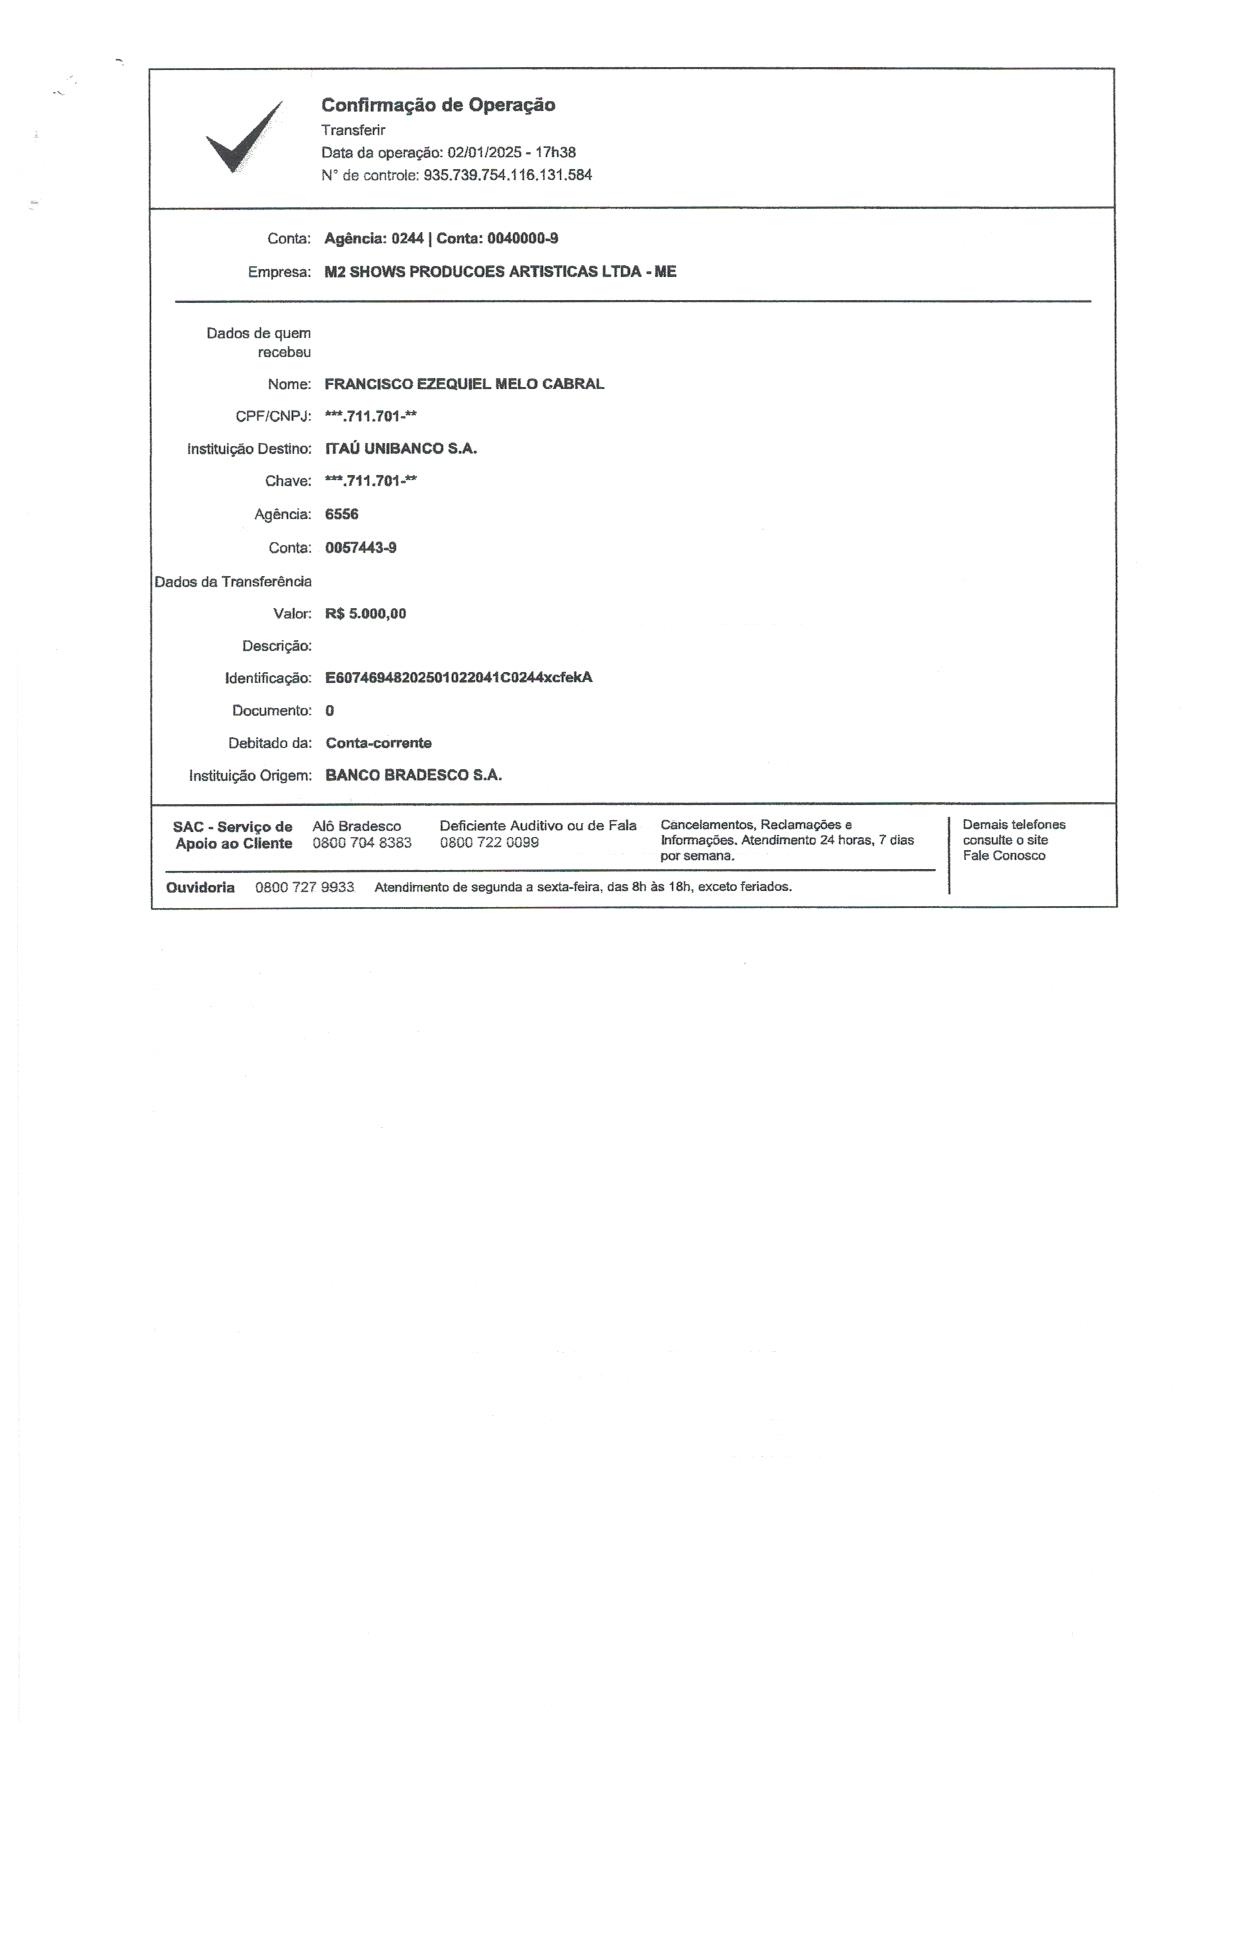 Confirmação de Operação
Transferir
Data da operação: 02/01/2025 - 17h38
N° de controle: 935.739.754.116.131.584
Conta: Agência: 0244 | Conta: 0040000-9
Empresa: M2 SHOWS PRODUCOES ARTISTICAS LTDA - ME
Dados de quem
recebeu
Nome: FRANCISCO EZEQUIEL MELO CABRAL
CPF/CNPJ: ***.711.701-**
Instituição Destino: ITAÚ UNIBANCO S.A.
Chave: ***.711.701-**
Agência: 6556
Conta: 0057443-9
Dados da Transferência
Valor: R$ 5.000,00
Descrição:
Identificação: E60746948202501022041C0244xcfekA
Documento: 0
Debitado da: Conta-corrente
Instituição Origem: BANCO BRADESCO S.A.
SAC - Serviço de
Apoio ao Cliente
Alô Bradesco
0800 704 8383
Deficiente Auditivo ou de Fala
0800 722 0099
Cancelamentos, Reclamações e
Informações. Atendimento 24 horas, 7 dias
por semana.
Demais telefones
consulte o site
Fale Conosco
Ouvidoria 0800 727 9933 Atendimento de segunda a sexta-feira, das 8h às 18h, exceto feriados.